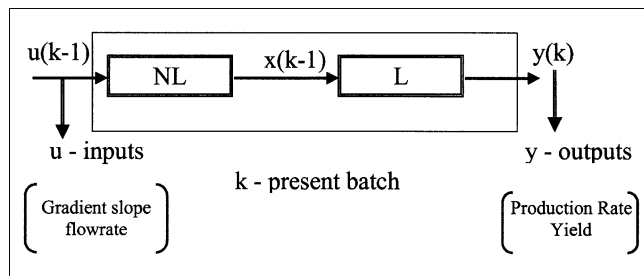 u(k-1)
NL
x(k-1)
L
y(k)
u - inputs
y - outputs
k - present batch
Gradient slope
flowrate
Production Rate
Yield